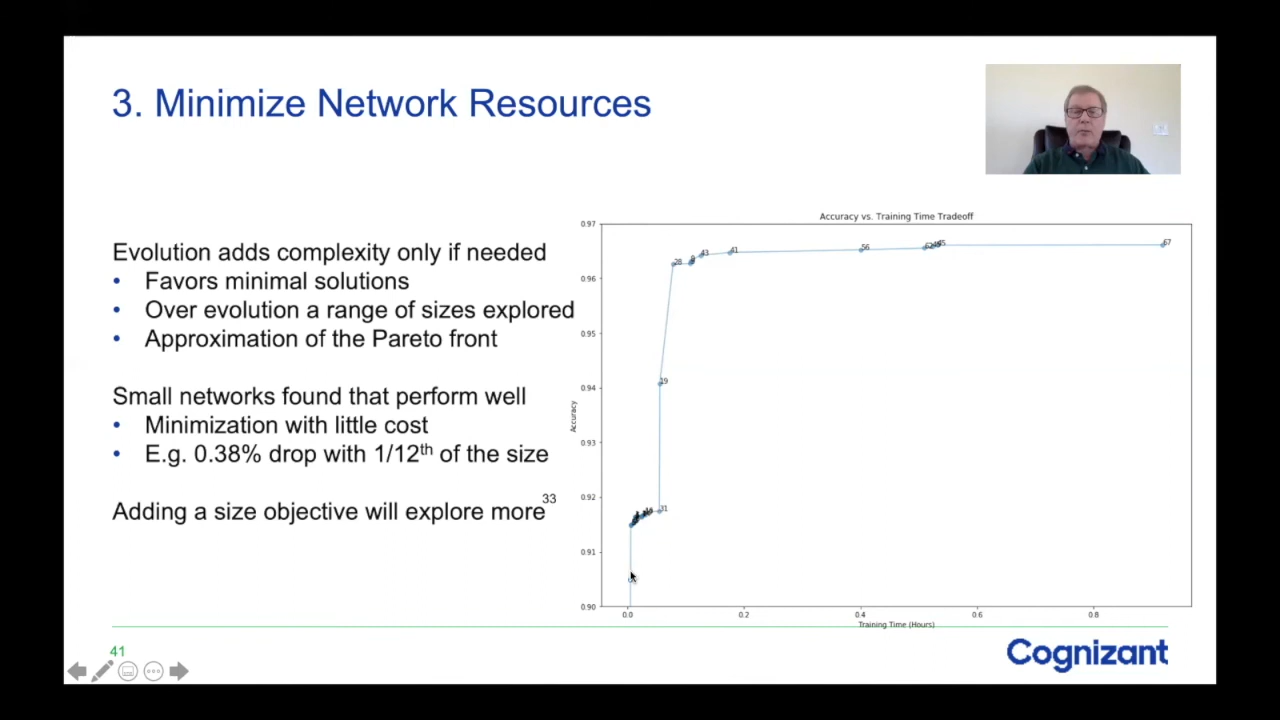 3. Minimize Network Resources
Evolution adds complexity only if needed
• Favors minimal solutions
• Over evolution a range of sizes explored
• Approximation of the Pareto front
Small networks found that perform well
• Minimization with little cost
• E.g. 0.38% drop with 1/12th of the size
Adding a size objective will explore more33
Accuracy vs. Training Time Tradeoff
0.97
0.96
0.95
0.94
0.93
0.92
0.91
0.90
Accuracy
67
56
41
43
28
19
31
0.0 0.2 0.4 0.6 0.8
Training Time (Hours)
41
Cognizant